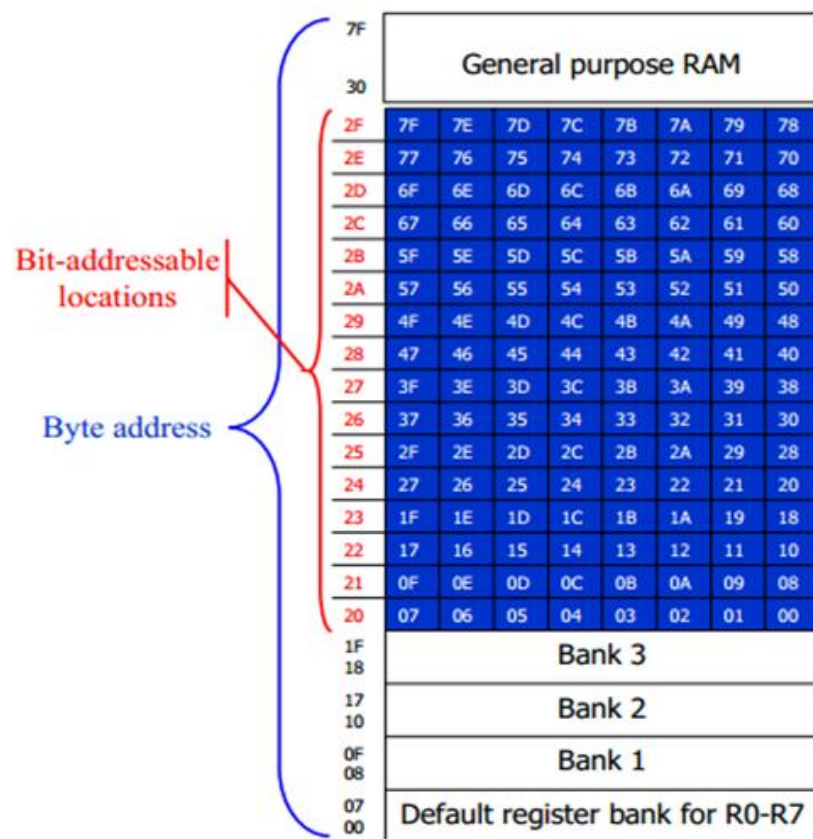 7F
General purpose RAM
30
2F 7F 7E 7D 7C 7B 7A 79 78
2E 77 76 75 74 73 72 71 70
2D 6F 6E 6D 6C 6B 6A 69 68
2C 67 66 65 64 63 62 61 60
Bit-addressable
locations
2B 5F 5E 5D 5C 5B 5A 59 58
2A 57 56 55 54 53 52 51 50
29 4F 4E 4D 4C 4B 4A 49 48
28 47 46 45 44 43 42 41 40
27 3F 3E 3D 3C 3B 3A 39 38
Byte address
26 37 36 35 34 33 32 31 30
25 2F 2E 2D 2C 2B 2A 29 28
24 27 26 25 24 23 22 21 20
23 1F 1E 1D 1C 1B 1A 19 18
22 17 16 15 14 13 12 11 10
21 0F 0E 0D 0C 0B 0A 09 08
20 07 06 05 04 03 02 01 00
1F
Bank 3
18
17
Bank 2
10
0F
Bank 1
08
07
Default register bank for R0-R7
00